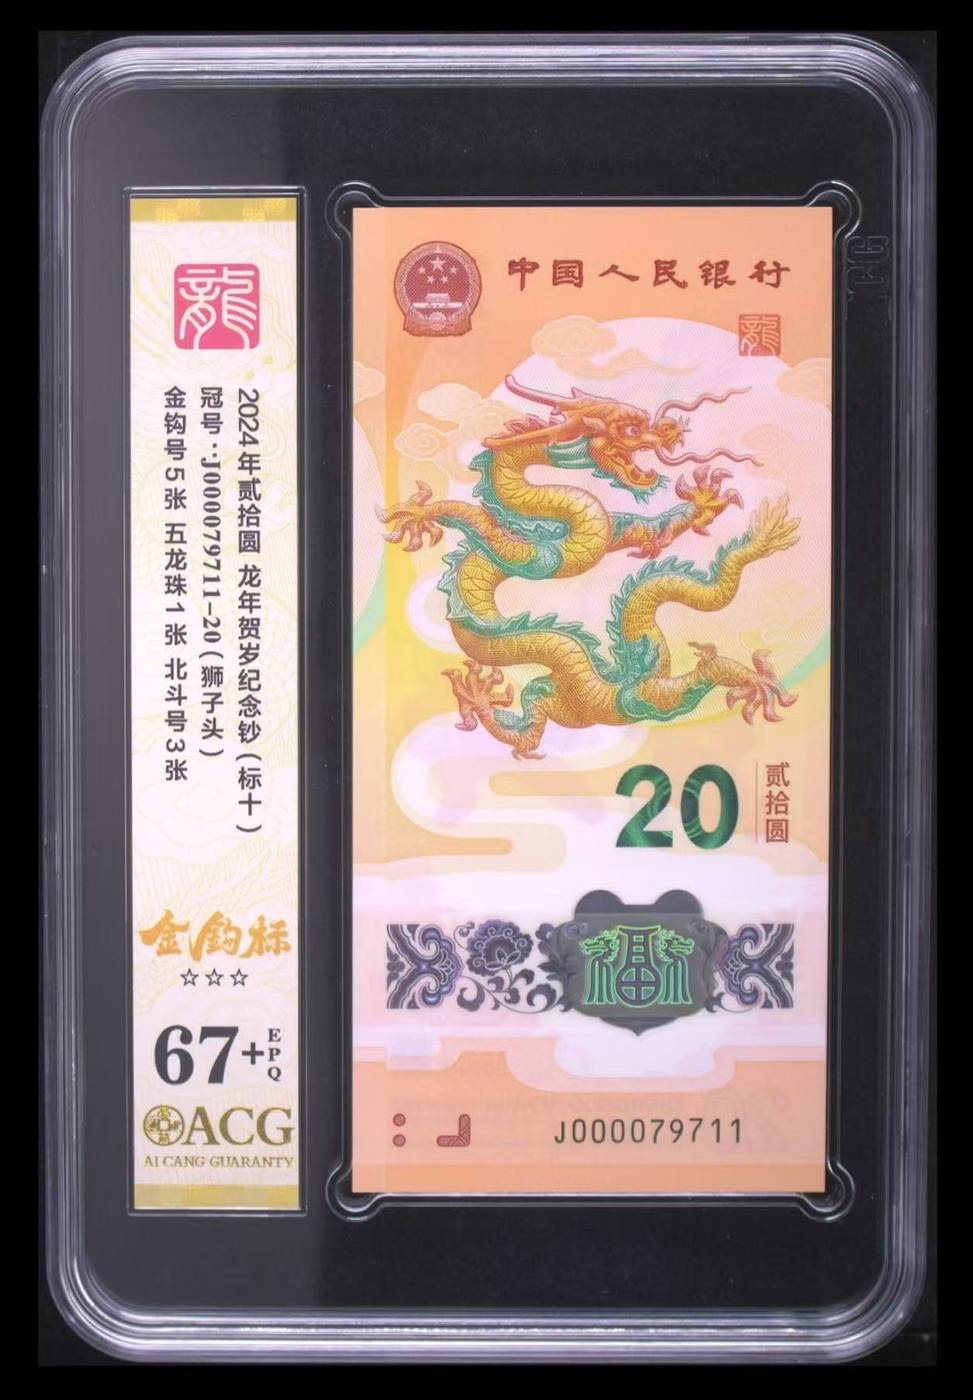 龍
2024年贰拾圆 龙年贺岁纪念钞(标十)
冠号:J000079711-20(狮子头)
金钩号5张 五龙珠1张 北斗号3张
金钩标
☆☆☆
67+EPQ
ACG
AI CANG GUARANTY
中国人民银行
龍
20
贰拾圆
福
J000079711